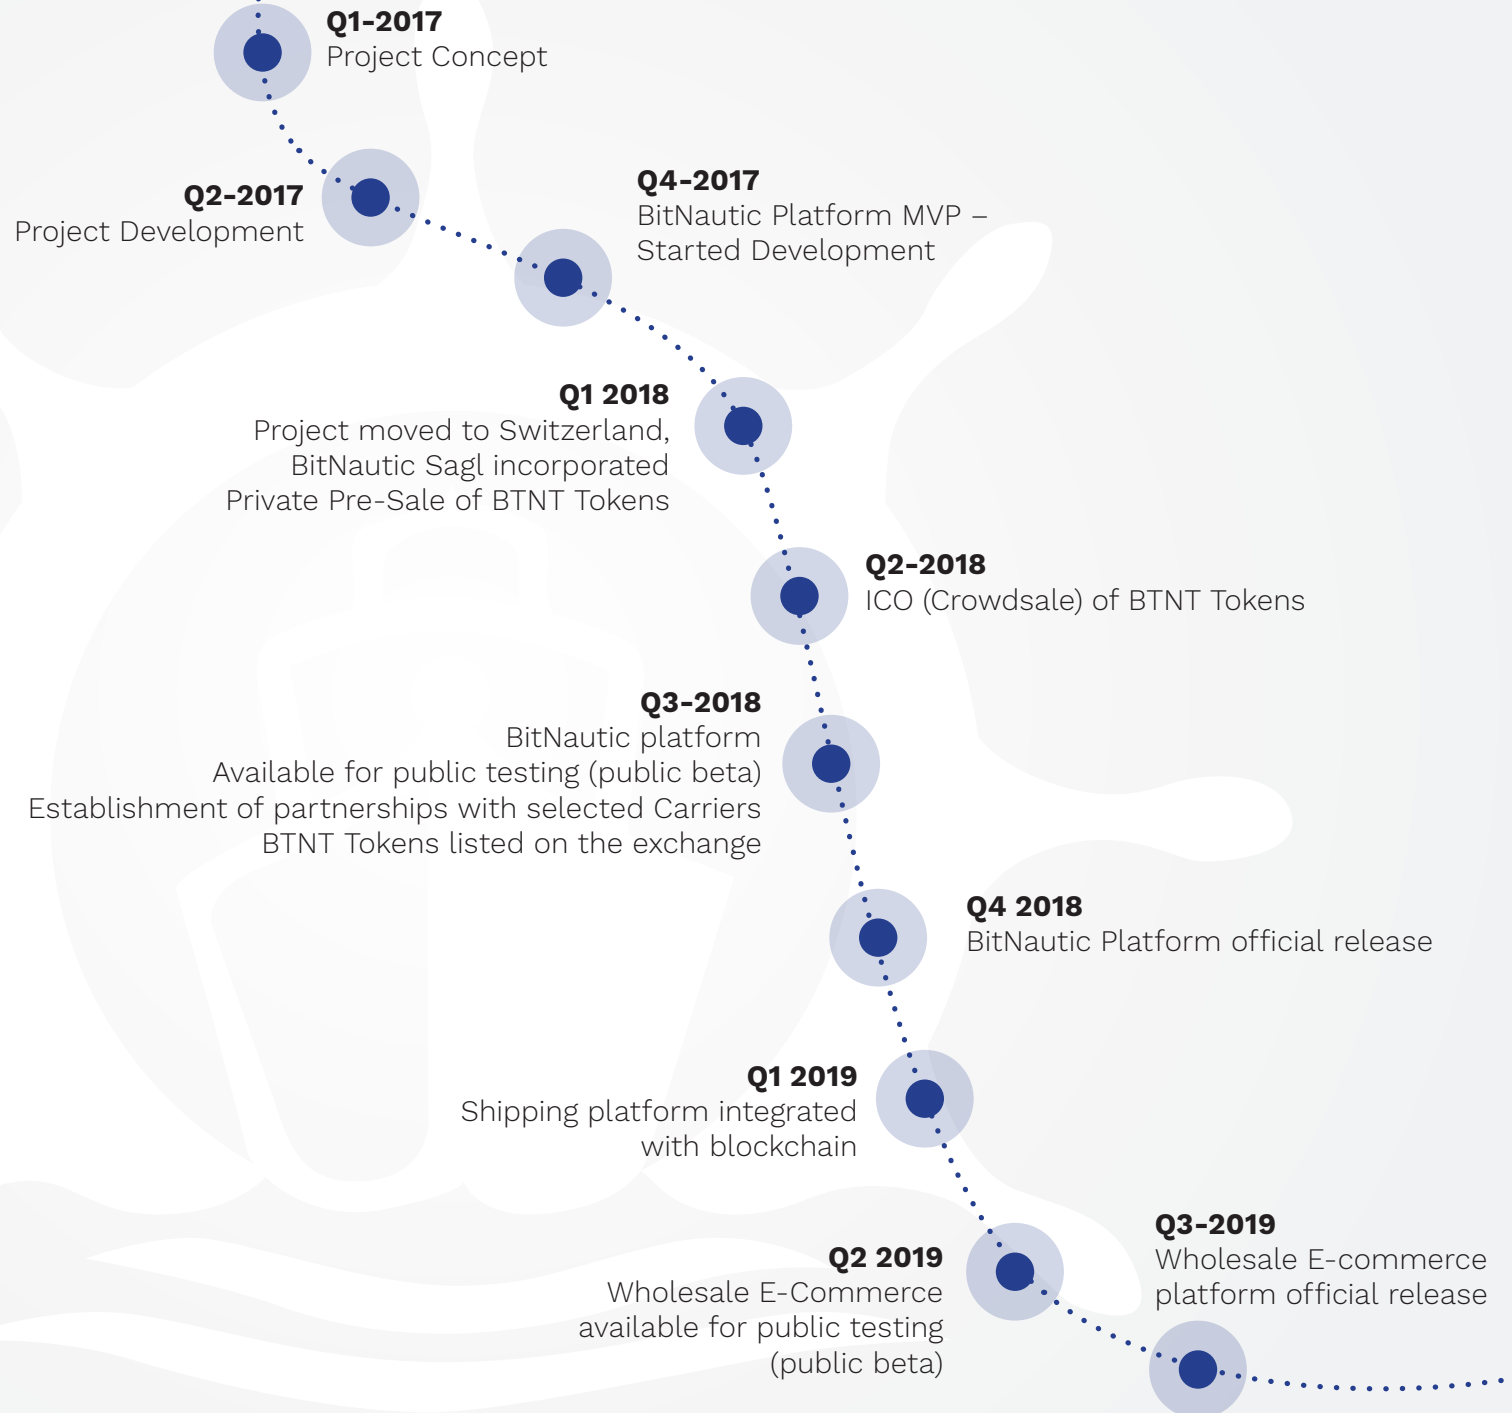 Q1-2017
Project Concept
Q2-2017
Project Development
Q4-2017
BitNautic Platform MVP –
Started Development
Q1 2018
Project moved to Switzerland,
BitNautic Sagl incorporated
Private Pre-Sale of BTNT Tokens
Q2-2018
ICO (Crowdsale) of BTNT Tokens
Q3-2018
BitNautic platform
Available for public testing (public beta)
Establishment of partnerships with selected Carriers
BTNT Tokens listed on the exchange
Q4 2018
BitNautic Platform official release
Q1 2019
Shipping platform integrated
with blockchain
Q2 2019
Wholesale E-Commerce
available for public testing
(public beta)
Q3-2019
Wholesale E-commerce
platform official release